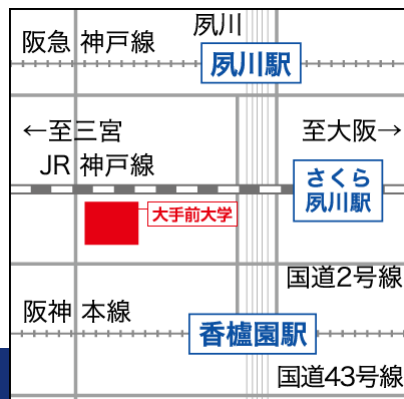 夙川
阪急 神戸線
夙川駅
←至三宮
至大阪→
JR 神戸線
さくら
夙川駅
大手前大学
国道2号線
阪神 本線
香櫨園駅
国道43号線